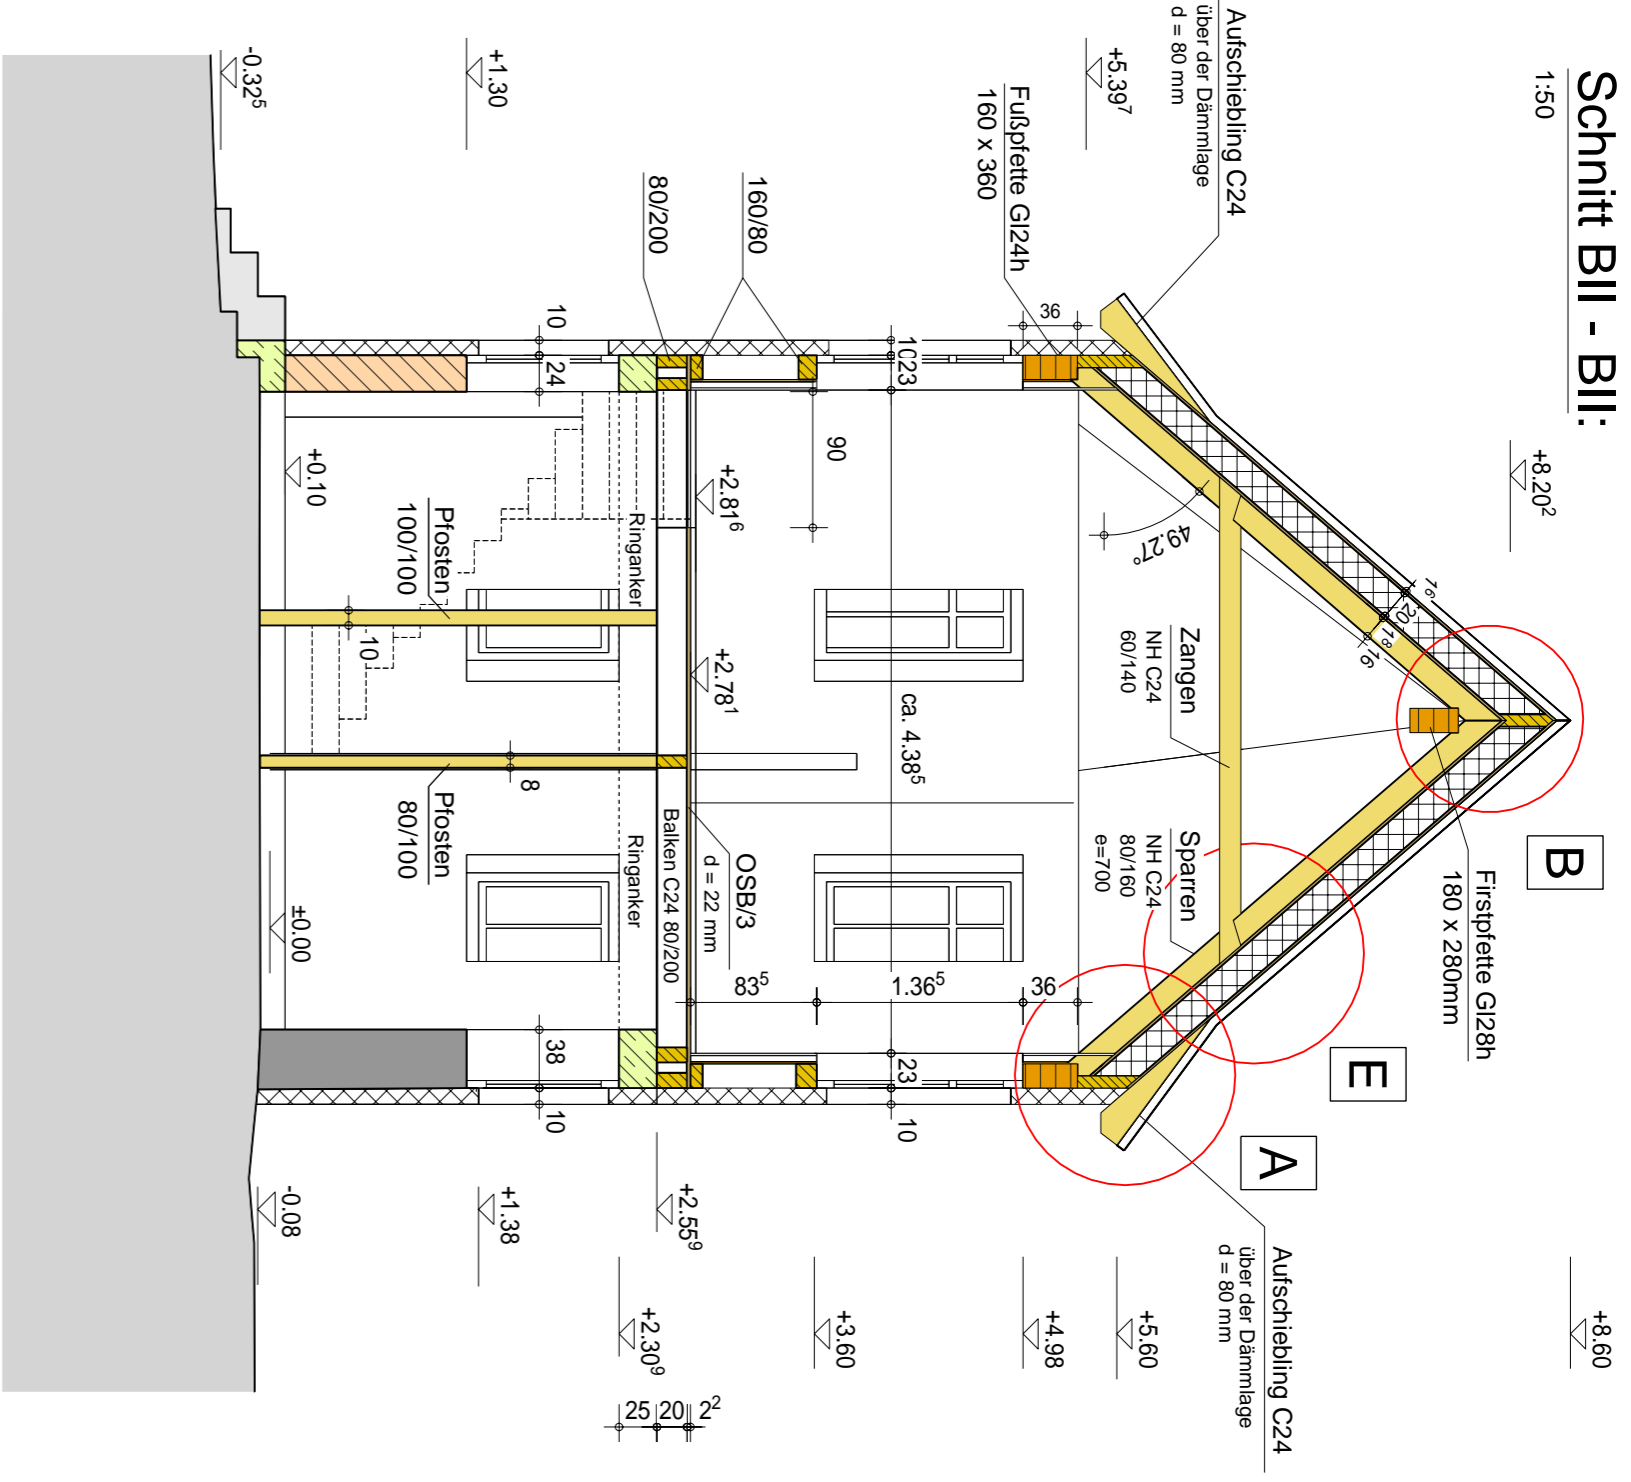 Schnitt BII - BII:
1:50
+8.20²
+8.60
B
Firstpfette Gl28h
180 x 280mm
E
A
Aufschiebling C24
über der Dämmlage
d = 80 mm
Aufschiebling C24
über der Dämmlage
d = 80 mm
+5.39⁷
+5.60
20
16
49.27°
Zangen
NH C24
60/140
Sparren
NH C24
80/160
e=700
Fußpfette Gl24h
160 x 360
36
36
+4.98
10
23
ca. 4.38⁵
23
10
1.36⁵
+3.60
90
83⁵
160/80
80/200
+2.81⁶
+2.78¹
OSB/3
d = 22 mm
Balken C24 80/200
+2.55⁹
Ringanker
Ringanker
+2.30⁹
25
20
2²
10
24
38
10
+1.30
+1.38
Pfosten
100/100
Pfosten
80/100
10
8
+0.10
±0.00
-0.32⁵
-0.08